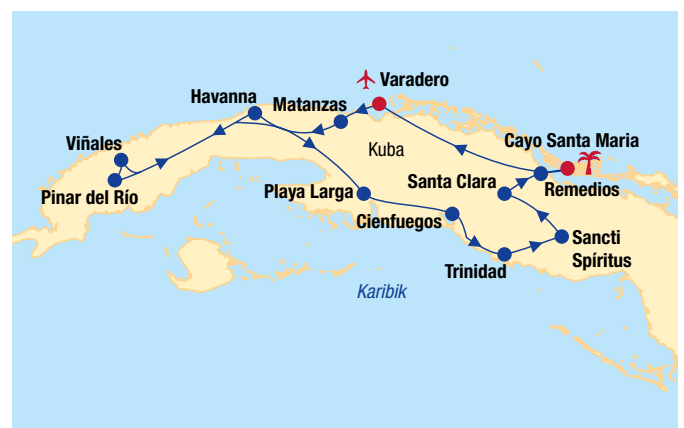 Varadero
Havanna
Matanzas
Viñales
Kuba
Cayo Santa Maria
Pinar del Río
Playa Larga
Santa Clara
Remedios
Cienfuegos
Sancti
Spíritus
Trinidad
Karibik